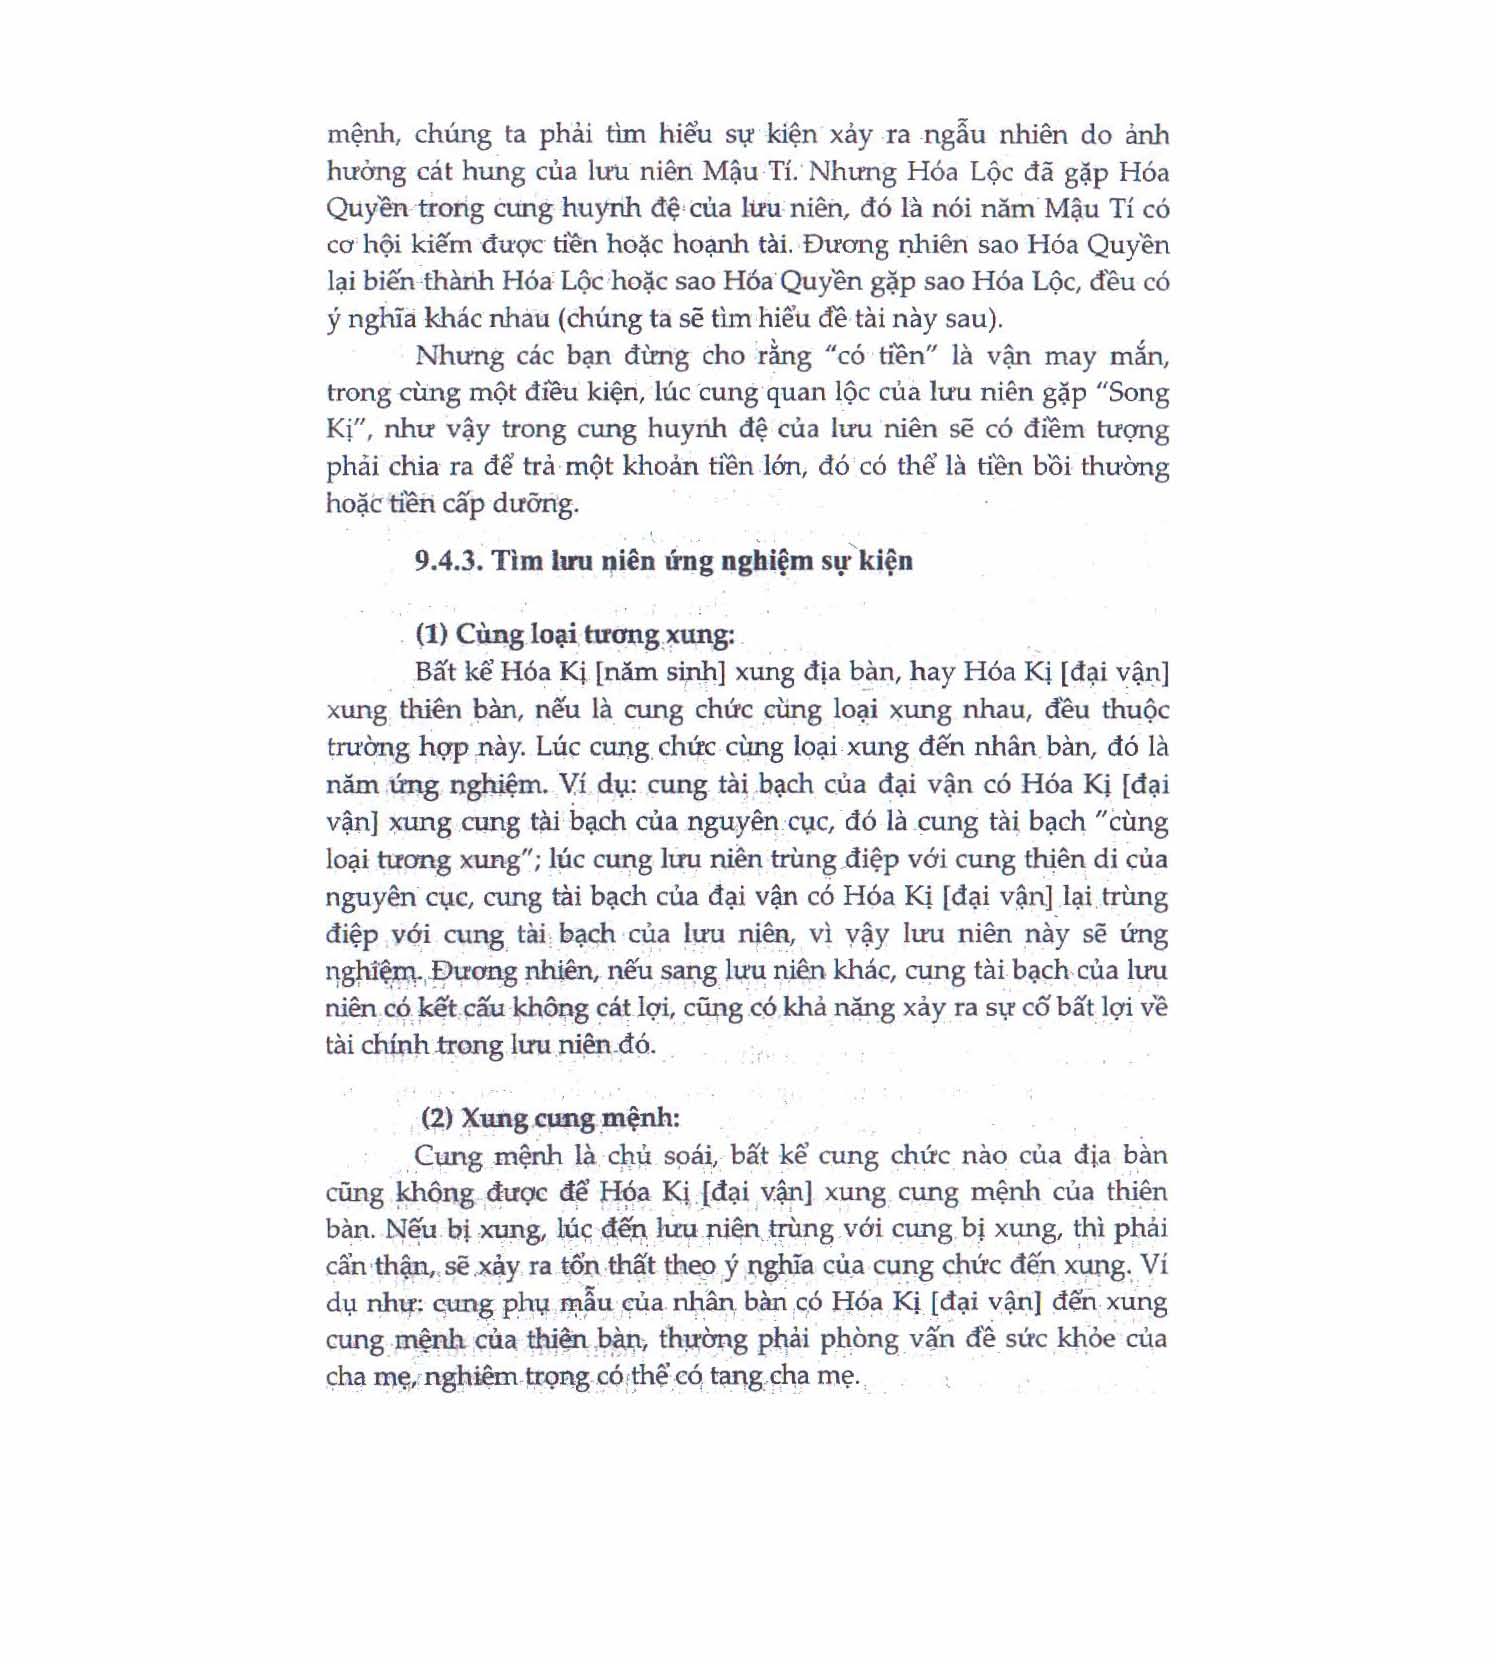 mệnh, chúng ta phải tìm hiểu sự kiện xảy ra ngẫu nhiên do ảnh
hưởng cát hung của lưu niên Mậu Tí. Nhưng Hóa Lộc đã gặp Hóa
Quyền trong cung huynh đệ của lưu niên, đó là nói năm Mậu Tí có
cơ hội kiếm được tiền hoặc hoạnh tài. Đương nhiên sao Hóa Quyền
lại biến thành Hóa Lộc hoặc sao Hóa Quyền gặp sao Hóa Lộc, đều có
ý nghĩa khác nhau (chúng ta sẽ tìm hiểu đề tài này sau).
Nhưng các bạn đừng cho rằng "có tiền" là vận may mắn,
trong cùng một điều kiện, lúc cung quan lộc của lưu niên gặp "Song
Kị", như vậy trong cung huynh đệ của lưu niên sẽ có điềm tượng
phải chia ra để trả một khoản tiền lớn, đó có thể là tiền bồi thường
hoặc tiền cấp dưỡng.
9.4.3. Tìm lưu niên ứng nghiệm sự kiện
(1) Cùng loại tương xung:
Bất kể Hóa Kị [năm sinh] xung địa bàn, hay Hóa Kị [đại vận]
xung thiên bàn, nếu là cung chức cùng loại xung nhau, đều thuộc
trường hợp này. Lúc cung chức cùng loại xung đến nhân bàn, đó là
năm ứng nghiệm. Ví dụ: cung tài bạch của đại vận có Hóa Kị [đại
vận] xung cung tài bạch của nguyên cục, đó là cung tài bạch "cùng
loại tương xung"; lúc cung lưu niên trùng điệp với cung thiên di của
nguyên cục, cung tài bạch của đại vận có Hóa Kị [đại vận] lại trùng
điệp với cung tài bạch của lưu niên, vì vậy lưu niên này sẽ ứng
nghiệm. Đương nhiên, nếu sang lưu niên khác, cung tài bạch của lưu
niên có kết cấu không cát lợi, cũng có khả năng xảy ra sự cố bất lợi về
tài chính trong lưu niên đó.
(2) Xung cung mệnh:
Cung mệnh là chủ soái, bất kể cung chức nào của địa bàn
cũng không được để Hóa Kị [đại vận] xung cung mệnh của thiên
bàn. Nếu bị xung, lúc đến lưu niên trùng với cung bị xung, thì phải
cẩn thận, sẽ xảy ra tổn thất theo ý nghĩa của cung chức đến xung. Ví
dụ như: cung phụ mẫu của nhân bàn có Hóa Kị [đại vận] đến xung
cung mệnh của thiên bàn, thường phải phòng vấn đề sức khỏe của
cha mẹ, nghiêm trọng có thể có tang cha mẹ.